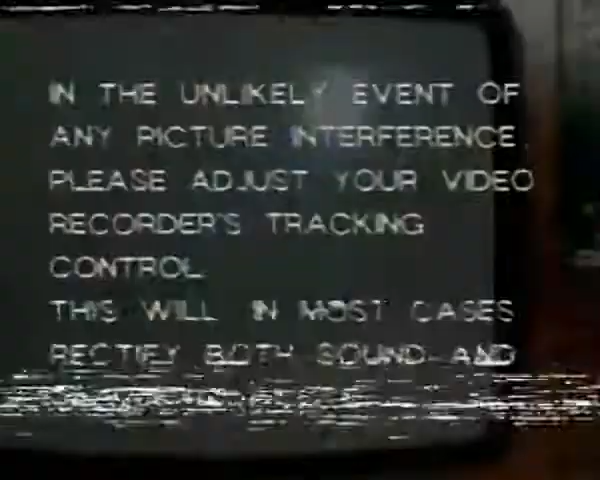 IN THE UNLIKELY EVENT OF
ANY PICTURE INTERFERENCE
PLEASE ADJUST YOUR VIDEO
RECORDER'S TRACKING
CONTROL
THIS WILL IN MOST CASES
RECTIFY BOTH SOUND AND